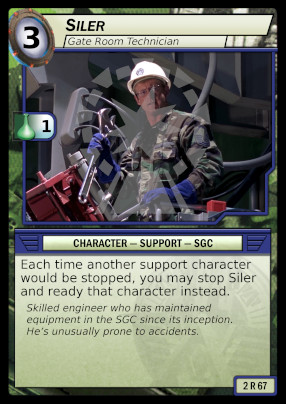 3
SILER
Gate Room Technician
1
CHARACTER – SUPPORT – SGC
Each time another support character
would be stopped, you may stop Siler
and ready that character instead.
Skilled engineer who has maintained
equipment in the SGC since its inception.
He's unusually prone to accidents.
2 R 67